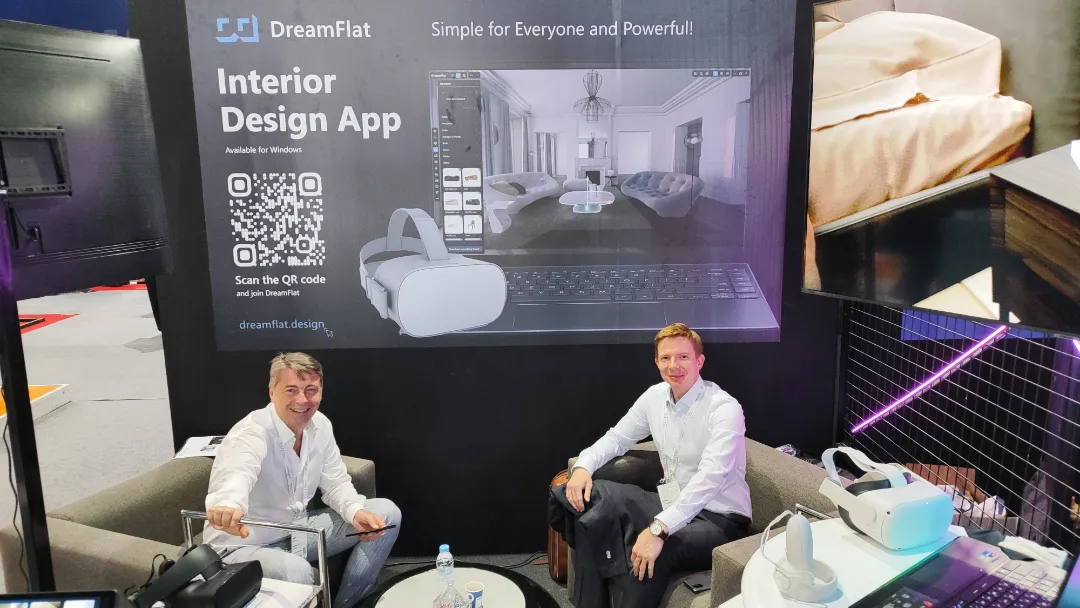 DreamFlat
Simple for Everyone and Powerful!
Interior
Design App
Available for Windows
Scan the QR code
and join DreamFlat
dreamflat.design